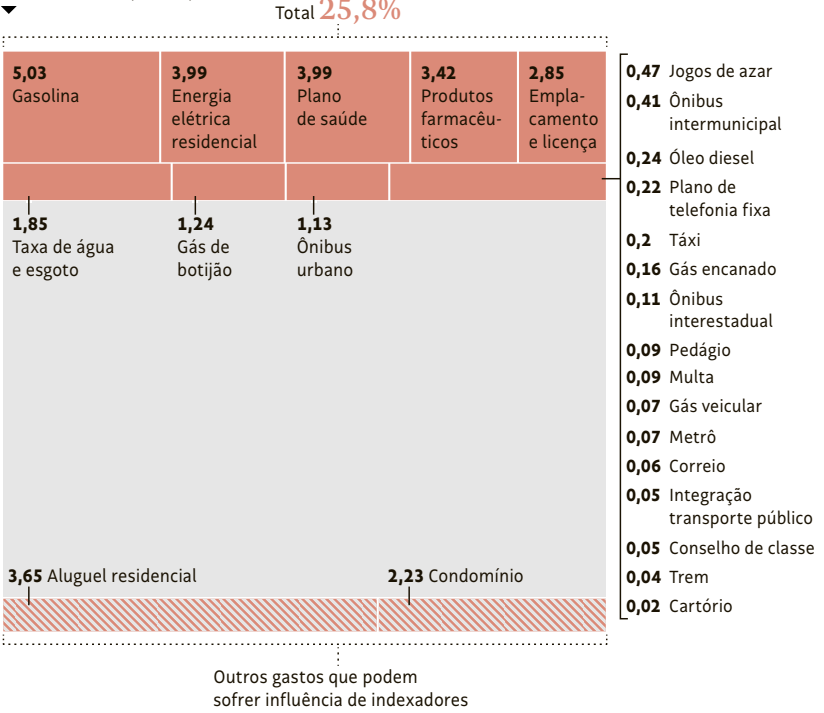 Total 25,8%
5,03
Gasolina
3,99
Energia
elétrica
residencial
3,99
Plano
de saúde
3,42
Produtos
farmacêu-
ticos
2,85
Empla-
camento
e licença
1,85
Taxa de água
e esgoto
1,24
Gás de
botijão
1,13
Ônibus
urbano
0,47 Jogos de azar
0,41 Ônibus
intermunicipal
0,24 Óleo diesel
0,22 Plano de
telefonia fixa
0,2 Táxi
0,16 Gás encanado
0,11 Ônibus
interestadual
0,09 Pedágio
0,09 Multa
0,07 Gás veicular
0,07 Metrô
0,06 Correio
0,05 Integração
transporte público
0,05 Conselho de classe
0,04 Trem
0,02 Cartório
3,65 Aluguel residencial
2,23 Condomínio
Outros gastos que podem
sofrer influência de indexadores